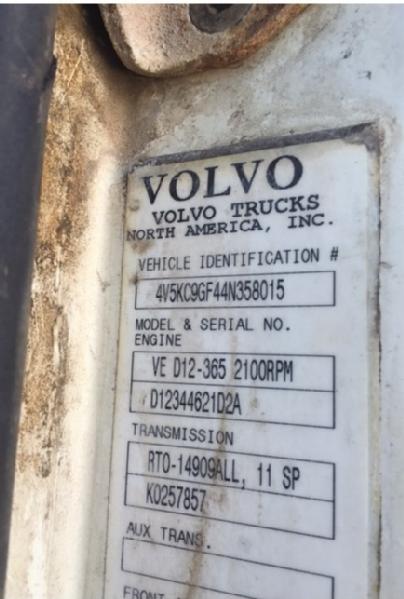 VOLVO
VOLVO TRUCKS
NORTH AMERICA, INC.
VEHICLE IDENTIFICATION #
4V5KC9GF44N358015
MODEL & SERIAL NO.
ENGINE
VE D12-365 2100RPM
D12344621D2A
TRANSMISSION
RTO-14909ALL, 11 SP
K0257857
AUX TRANS.
FRONT